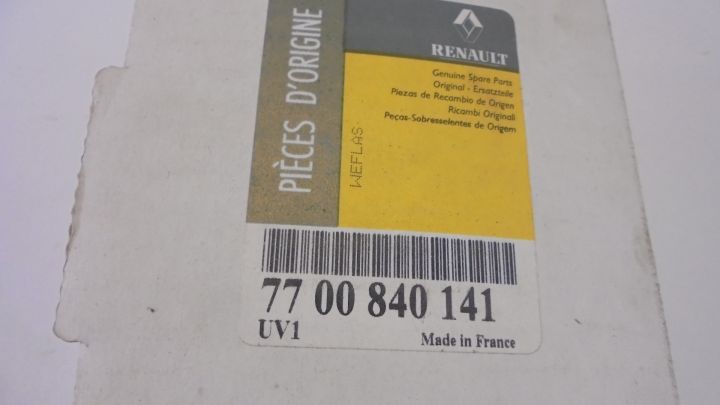 PIÈCES D'ORIGINE
RENAULT
Genuine Spare Parts
Original - Ersatzteile
Piezas de Recambio de Origen
Ricambi Originali
Peças-Sobresselentes de Origem
WEFLAS
77 00 840 141
UV1
Made in France